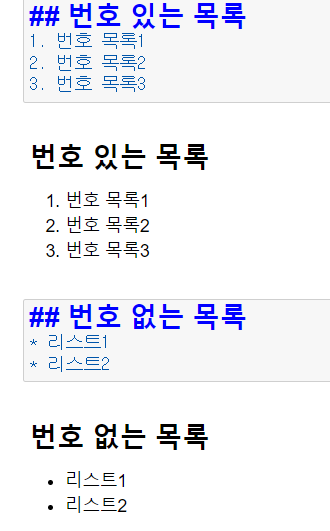 ## 번호 있는 목록
1. 번호 목록1
2. 번호 목록2
3. 번호 목록3
번호 있는 목록
1. 번호 목록1
2. 번호 목록2
3. 번호 목록3
## 번호 없는 목록
* 리스트1
* 리스트2
번호 없는 목록
• 리스트1
• 리스트2